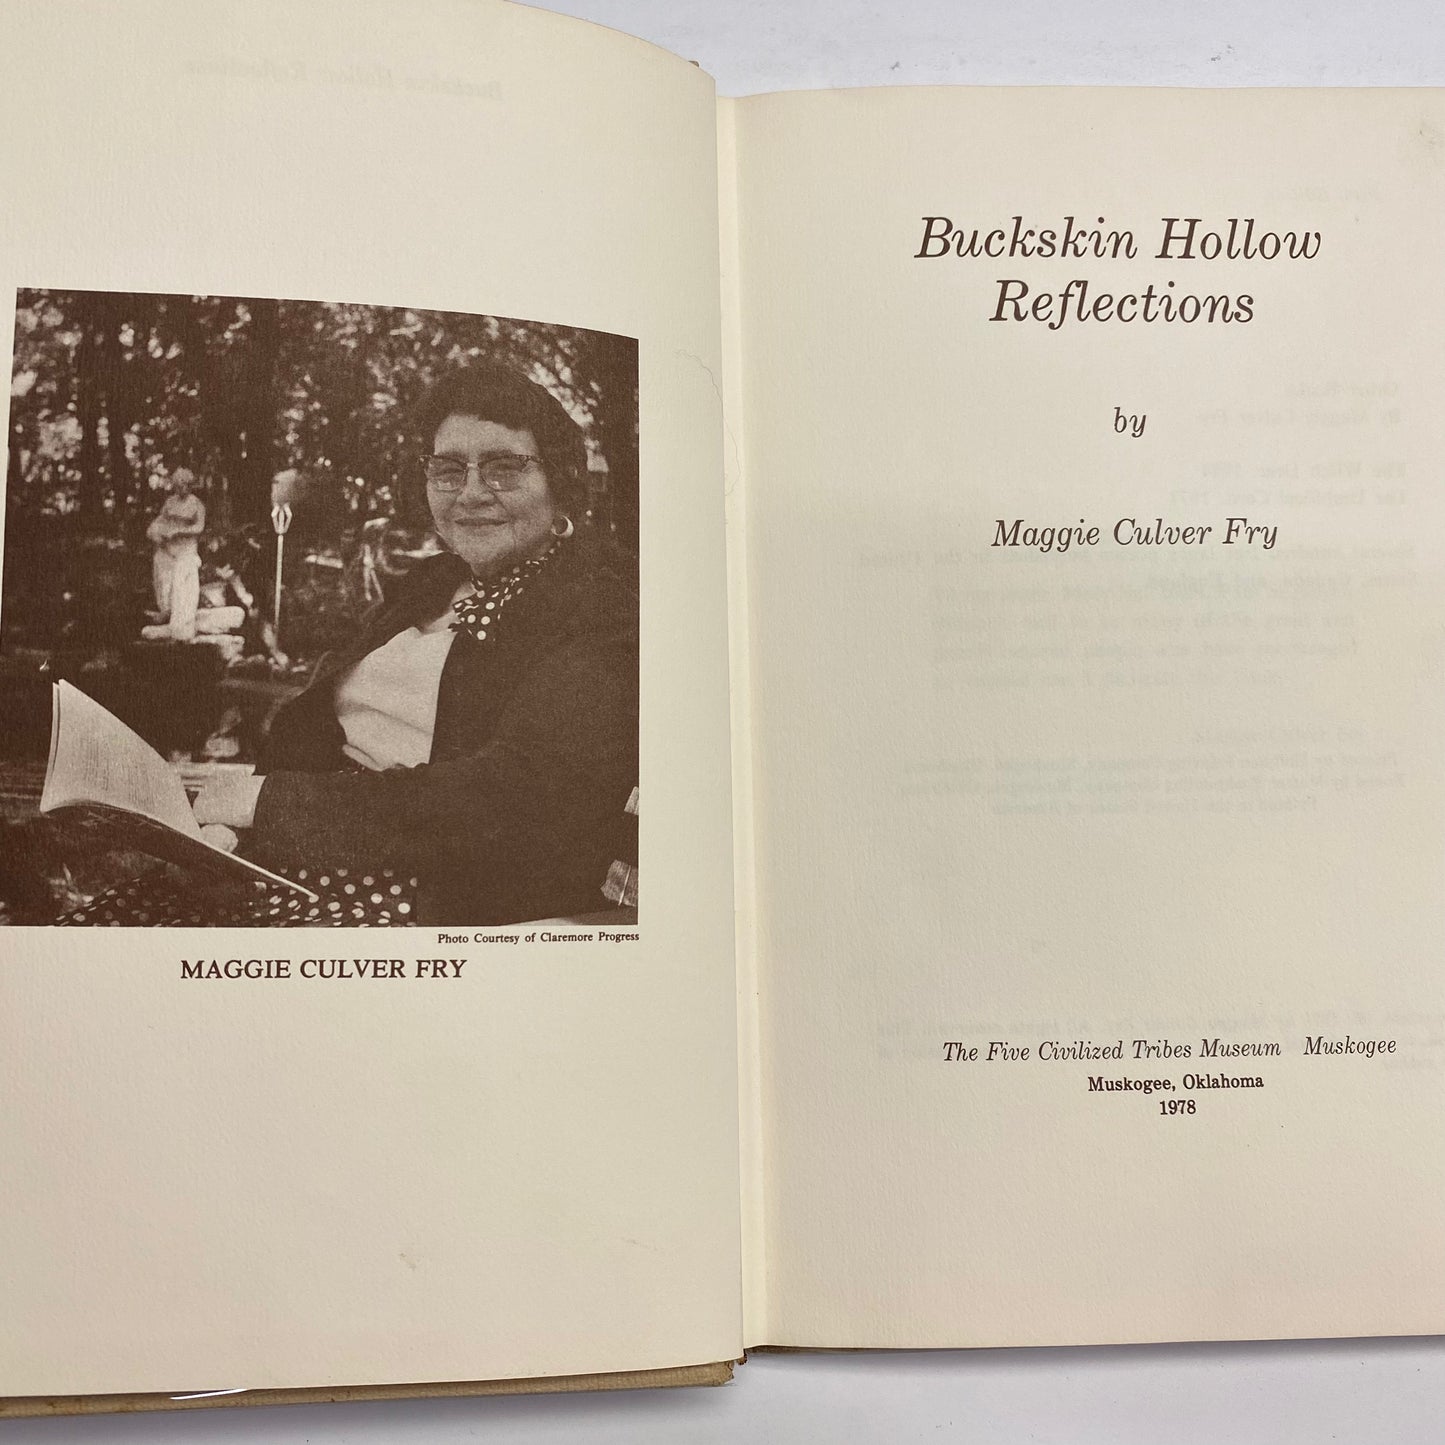 Photo Courtesy of Claremore Progress
MAGGIE CULVER FRY
Buckskin Hollow
Reflections
by
Maggie Culver Fry
The Five Civilized Tribes Museum Muskogee
Muskogee, Oklahoma
1978